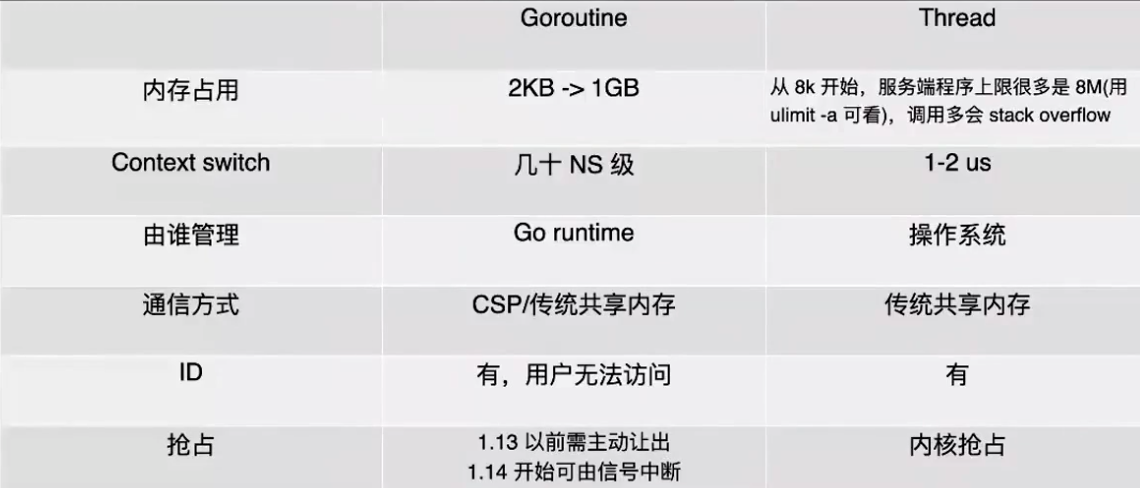 Goroutine Thread
内存占用 2KB -> 1GB 从 8k 开始，服务端程序上限很多是 8M(用
ulimit -a 可看)，调用多会 stack overflow
Context switch 几十 NS 级 1-2 us
由谁管理 Go runtime 操作系统
通信方式 CSP/传统共享内存 传统共享内存
ID 有，用户无法访问 有
抢占 1.13 以前需主动让出 内核抢占
1.14 开始可由信号中断